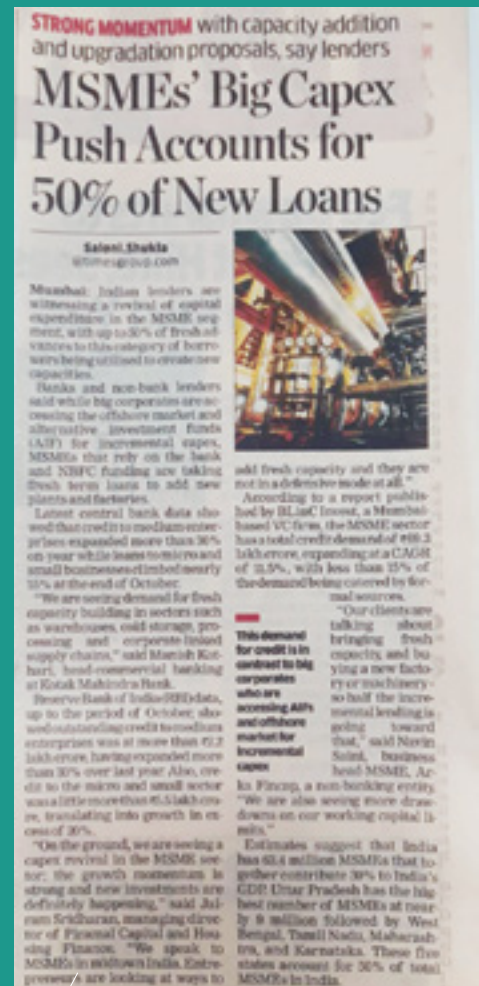 STRONG MOMENTUM with capacity addition
and upgradation proposals, say lenders
MSMEs' Big Capex
Push Accounts for
50% of New Loans
Saloni.Shukla
@timesgroup.com
Mumbai: Indian lenders are
witnessing a revival of capital
expenditure in the MSME seg-
ment, with up to 50% of fresh ad-
vances to this category of borro-
wers being utilised to create new
capacities.
Banks and non-bank lenders
said while big corporates are ac-
cessing the offshore market and
alternative investment funds
(AIF) for incremental capex,
MSMEs that rely on the bank
and NBFC funding are taking
fresh term loans to add new
plants and factories.
Latest central bank data sho-
wed that credit to medium enter-
prises expanded more than
on-year while loans to micro and
small businesses climbed nearly
at the end of October.
"We are seeing demand for fresh
capacity building in sectors such
as warehouses, cold storage, pro-
cessing and corporate-linked
supply chains," said Manish Kot-
hari, head-commercial banking
at Kotak Mahindra Bank.
Reserve Bank of India (RBI) data,
up to the period of October, sho-
wed outstanding credit to medium
enterprises was at more than
lakh crore, having expanded more
than over last year. Also, cre-
dit to the micro and small sector
was a little more than lakh cro-
re, translating into growth in ex-
cess of 20%.
"On the ground, we are seeing a
capex revival in the MSME sec-
tor; the growth momentum is
strong and new investments are
definitely happening," said Jai-
ram Sridharan, managing direc-
tor of Piramal Capital and Hou-
sing Finance. "We speak to
MSMEs in midtown India. Entre-
preneurs are looking at ways to
add fresh capacity and they are
not in a defensive mode at all."
According to a report publis-
hed by BLinC Invest, a Mumbai-
based VC firm, the MSME sector
has a total credit demand of
lakh crore, expanding at a CAGR
of 11.5%, with less than 15% of
the demand being catered by for-
mal sources.
"Our clients are
talking about
bringing fresh
capacity, and bu-
ying a new facto-
ry or machinery -
so half the incre-
mental lending is
going toward
that," said Navin
Saini, business
head MSME, Ar-
ka Fincap, a non-banking entity.
"We are also seeing more draw-
downs on our working capital li-
mits."
Estimates suggest that India
has 63.4 million MSMEs that to-
gether contribute 30% to India's
GDP. Uttar Pradesh has the hig-
hest number of MSMEs at near
ly 9 million followed by West
Bengal, Tamil Nadu, Maharash-
tra, and Karnataka. These five
states account for 50% of total
MSMEs in India.
This demand
for credit is in
contrast to big
corporates
who are
accessing AIFs
and offshore
market for
incremental
capex